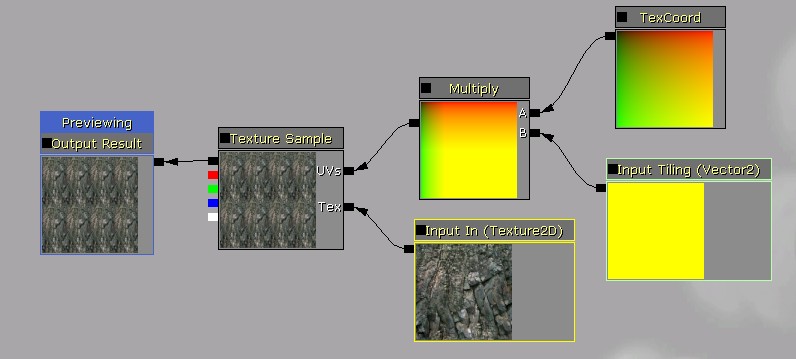 TexCoord
Multiply
A
B
Previewing
Output Result
Texture Sample
UVs
Tex
Input Tiling (Vector2)
Input In (Texture2D)